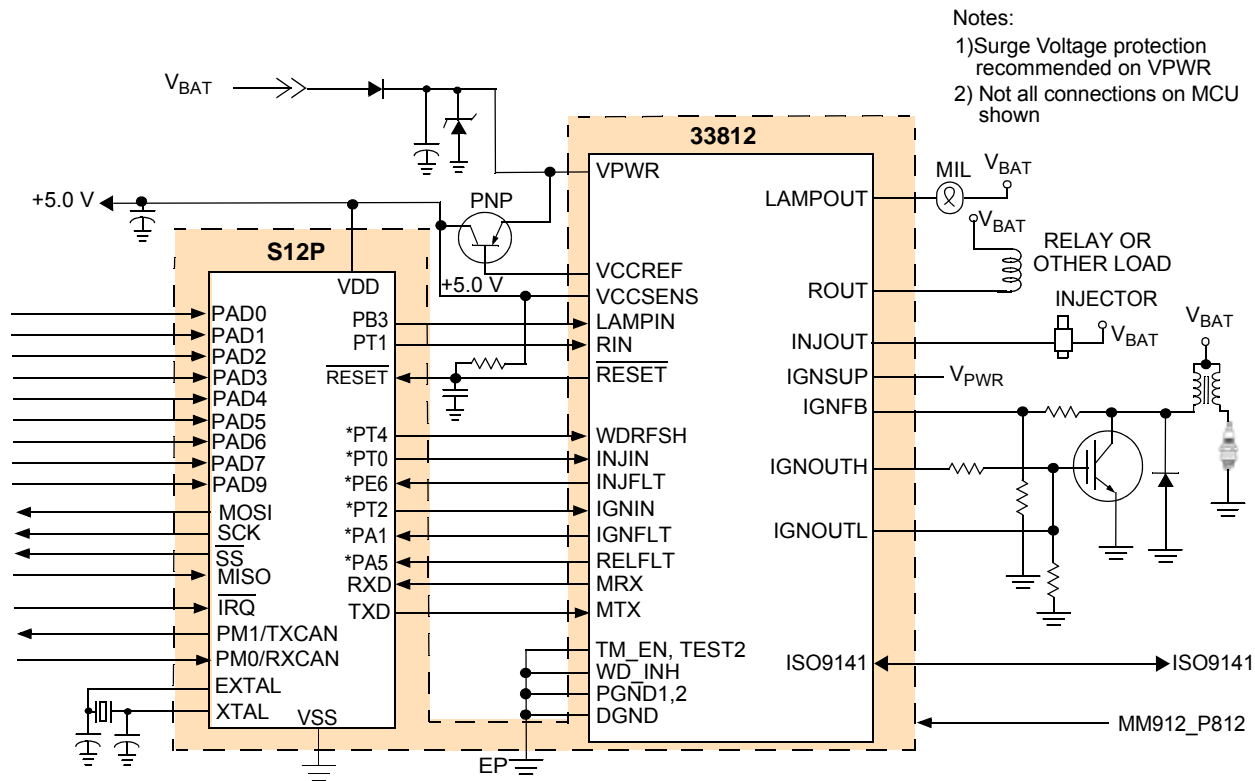 Notes:
1)Surge Voltage protection
recommended on VPWR
2) Not all connections on MCU
shown
VBAT
33812
VPWR
LAMPOUT
MIL
VBAT
+5.0 V
PNP
VBAT
S12P
RELAY OR
OTHER LOAD
VDD
+5.0 V
VCCREF
VCCSENS
ROUT
INJECTOR
PAD0
PAD1
PAD2
PAD3
PAD4
PAD5
PAD6
PAD7
PAD9
MOSI
SCK
SS
MISO
IRQ
PM1/TXCAN
PM0/RXCAN
EXTAL
XTAL
VSS
PB3
PT1
RESET
*PT4
*PT0
*PE6
*PT2
*PA1
*PA5
RXD
TXD
LAMPIN
RIN
RESET
WDRFSH
INJIN
INJFLT
IGNIN
IGNFLT
RELFLT
MRX
MTX
TM_EN, TEST2
WD_INH
PGND1,2
DGND
EP
INJOUT
VBAT
VBAT
IGNSUP
VPWR
IGNFB
IGNOUTH
IGNOUTL
ISO9141
ISO9141
MM912_P812